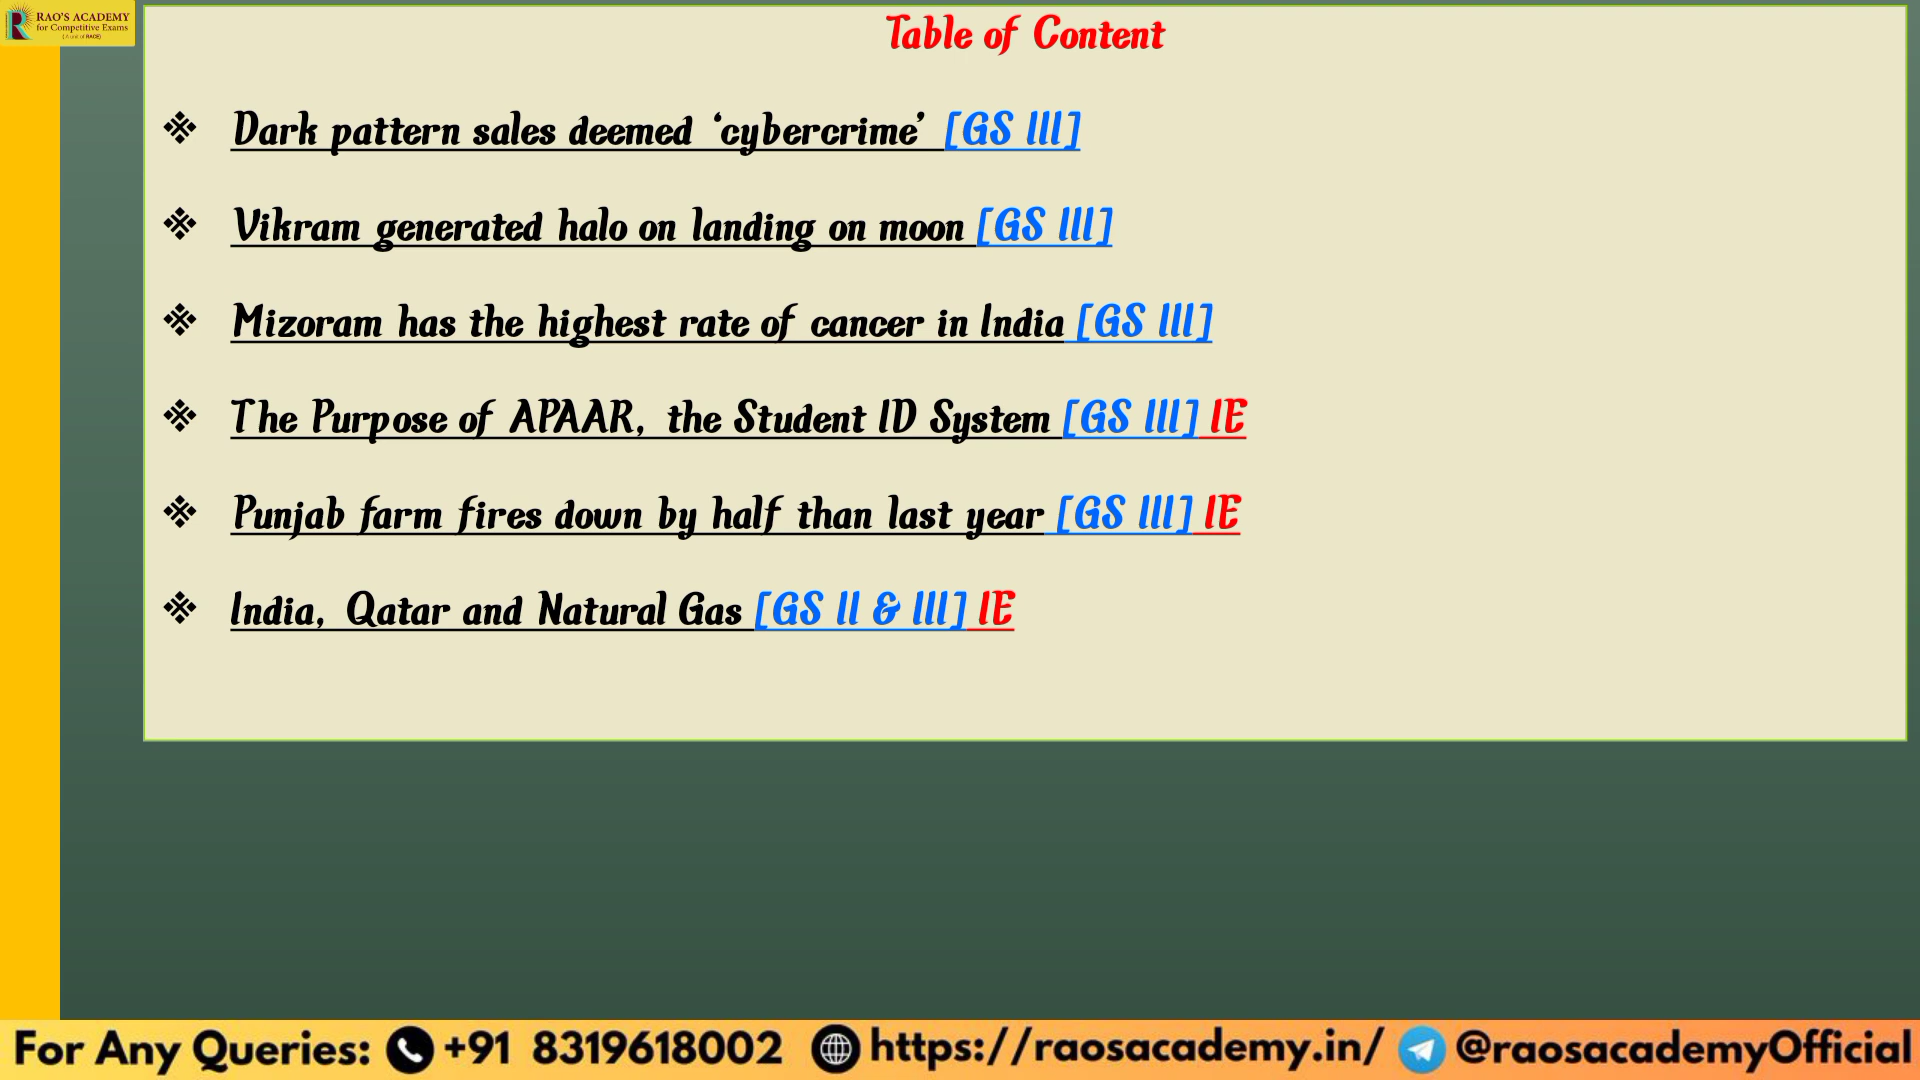 RAO'S ACADEMY
for Competitive Exams
(A unit of RACE)
Table of Content
Dark pattern sales deemed ‘cybercrime’ [GS III]
Vikram generated halo on landing on moon [GS III]
Mizoram has the highest rate of cancer in India [GS III]
The Purpose of APAAR, the Student ID System [GS III] IE
Punjab farm fires down by half than last year [GS III] IE
India, Qatar and Natural Gas [GS II & III] IE
For Any Queries: +91 8319618002 https://raosacademy.in/ @raosacademyOfficial